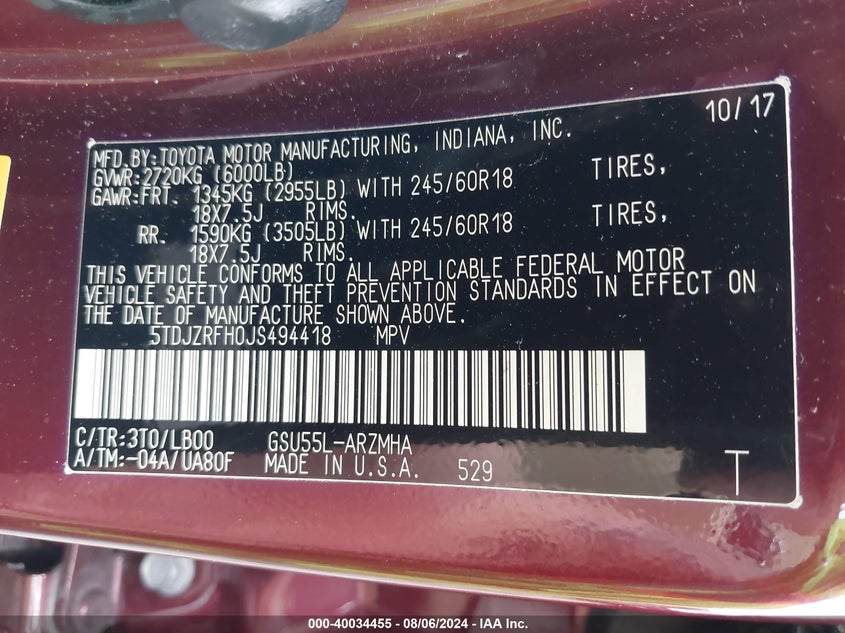 10/17
MFD.BY:TOYOTA MOTOR MANUFACTURING, INDIANA, INC.
GVWR:2720KG (6000LB)
GAWR:FRT. 1345KG (2955LB) WITH 245/60R18 TIRES,
18X7.5J RIMS.
RR. 1590KG (3505LB) WITH 245/60R18 TIRES,
18X7.5J RIMS.
THIS VEHICLE CONFORMS TO ALL APPLICABLE FEDERAL MOTOR
VEHICLE SAFETY AND THEFT PREVENTION STANDARDS IN EFFECT ON
THE DATE OF MANUFACTURE SHOWN ABOVE.
5TDJZRFH0JS494418 MPV
C/TR:3T0/LB00 GSU55L-ARZMHA
A/TM:-04A/UA80F MADE IN U.S.A. 529
T
000-40034455 - 08/06/2024 - IAA Inc.